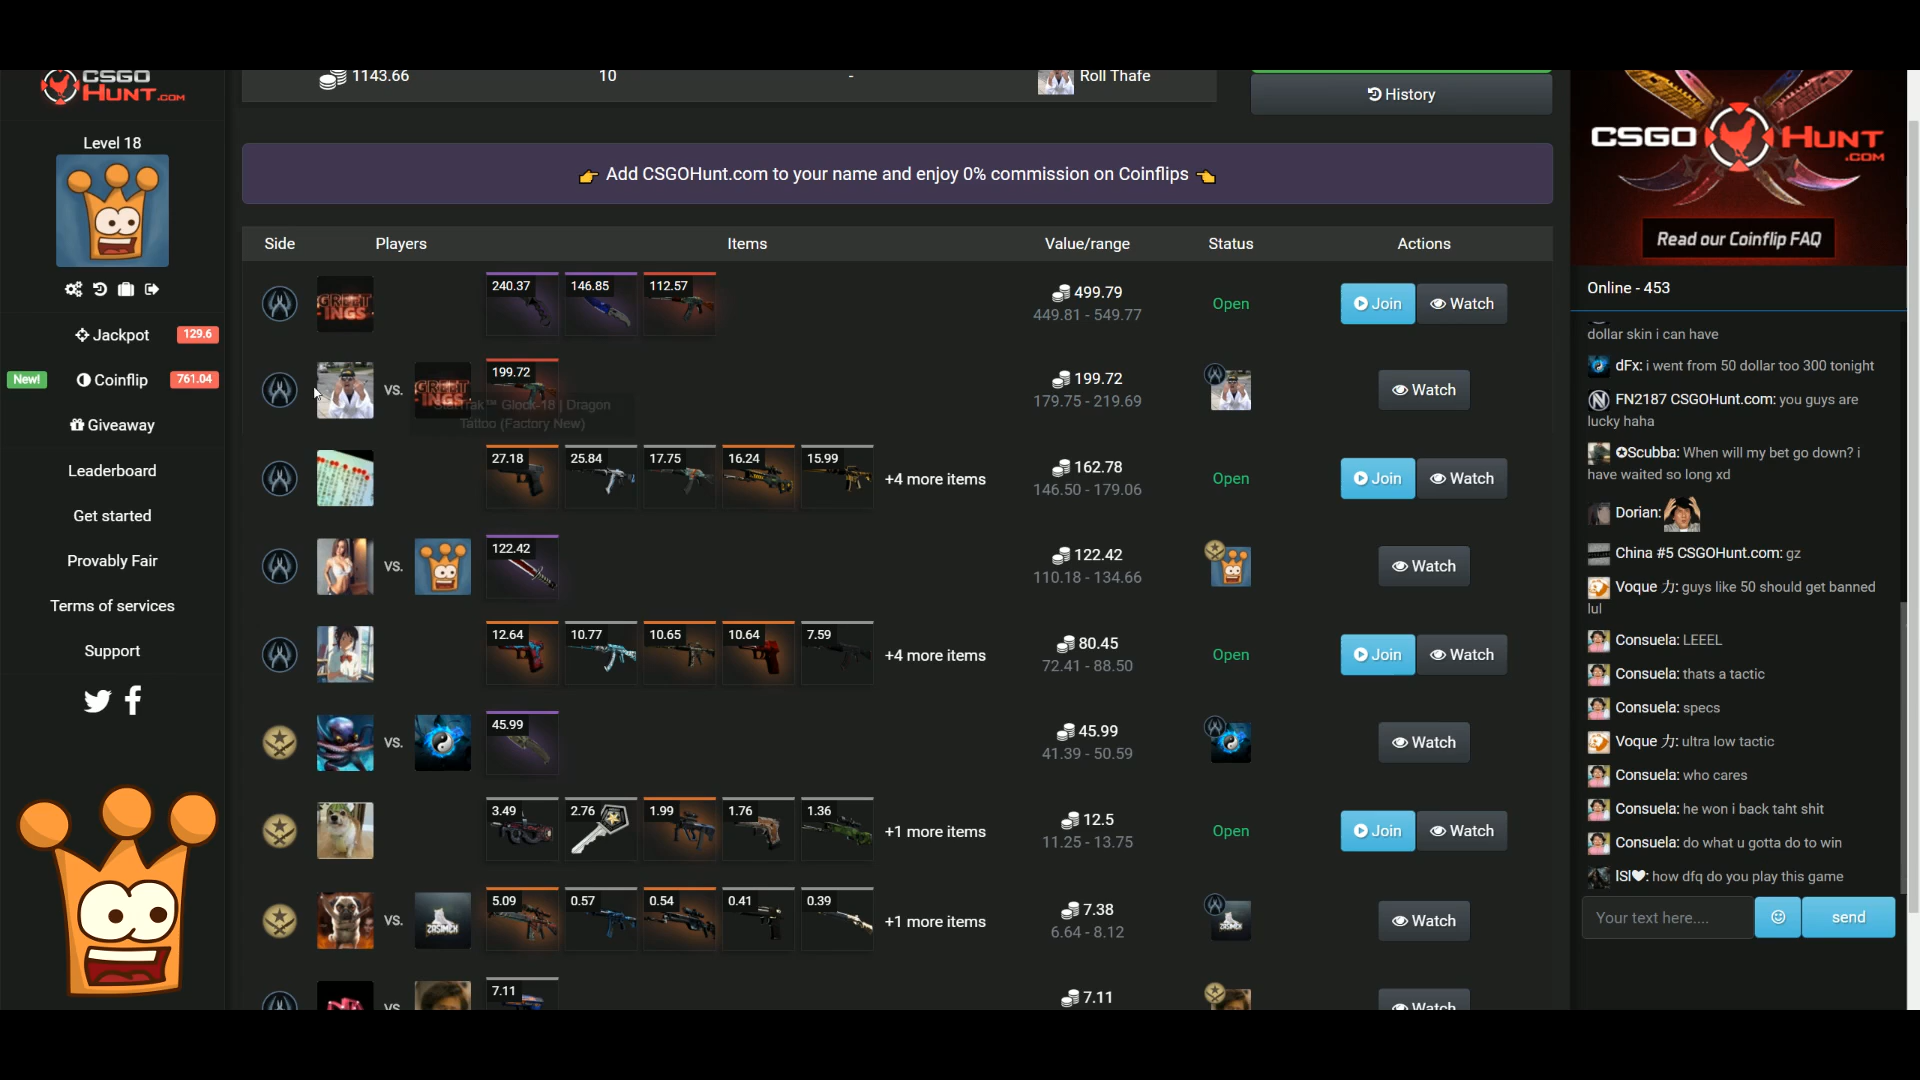 CSGO
HUNT.COM
Level 18
Jackpot 129.6
New! Coinflip 761.04
Giveaway
Leaderboard
Get started
Provably Fair
Terms of services
Support
1143.66 10 - Roll Thafe
History
Add CSGOHunt.com to your name and enjoy 0% commission on Coinflips
Side Players Items Value/range Status Actions
GREET
INGS
240.37 146.85 112.57
499.79
449.81 - 549.77
Open Join Watch
VS.
GREET
INGS
199.72
StatTrak™ Glock-18 | Dragon
Tattoo (Factory New)
199.72
179.75 - 219.69
Watch
27.18 25.84 17.75 16.24 15.99 +4 more items
162.78
146.50 - 179.06
Open Join Watch
VS.
122.42
122.42
110.18 - 134.66
Watch
12.64 10.77 10.65 10.64 7.59 +4 more items
80.45
72.41 - 88.50
Open Join Watch
VS.
45.99
45.99
41.39 - 50.59
Watch
3.49 2.76 1.99 1.76 1.36 +1 more items
12.5
11.25 - 13.75
Open Join Watch
VS. ZASIMEK
5.09 0.57 0.54 0.41 0.39 +1 more items
7.38
6.64 - 8.12
ZASIMEK
Watch
VS.
7.11
7.11
Watch
CSGO HUNT
.COM
Read our Coinflip FAQ
Online - 453
dollar skin i can have
dFx: i went from 50 dollar too 300 tonight
FN2187 CSGOHunt.com: you guys are
lucky haha
✪Scubba: When will my bet go down? i
have waited so long xd
Dorian:
China #5 CSGOHunt.com: gz
Voque 力: guys like 50 should get banned
lul
Consuela: LEEEL
Consuela: thats a tactic
Consuela: specs
Voque 力: ultra low tactic
Consuela: who cares
Consuela: he won i back taht shit
Consuela: do what u gotta do to win
ISI♥: how dfq do you play this game
Your text here.... send